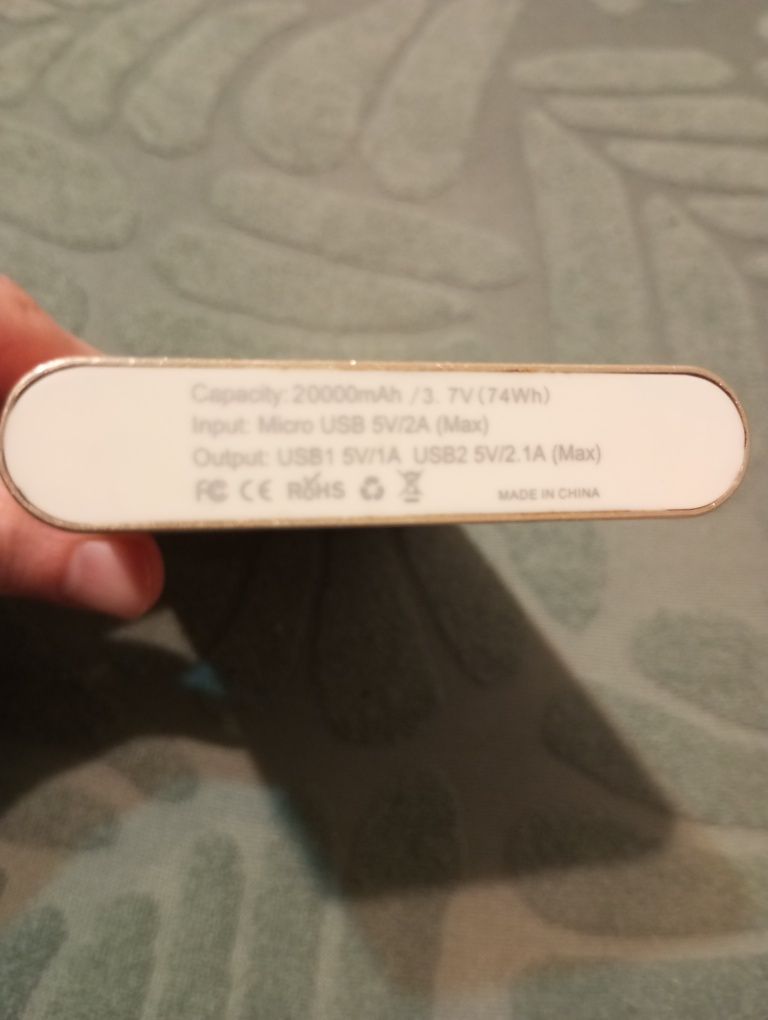 Capacity: 20000mAh /3. 7V(74Wh)
Input: Micro USB 5V/2A (Max)
Output: USB1 5V/1A USB2 5V/2.1A (Max)
FC CE RoHS MADE IN CHINA